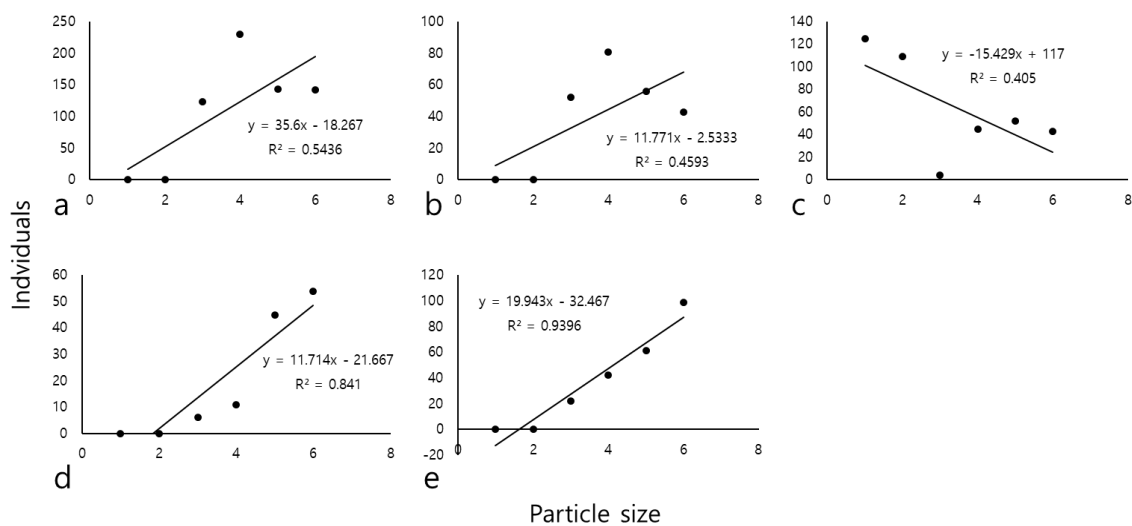 250
200
150
100
50
0
0 2 4 6 8
y = 35.6x - 18.267
R² = 0.5436
a
100
80
60
40
20
0
0 2 4 6 8
y = 11.771x - 2.5333
R² = 0.4593
b
140
120
100
80
60
40
20
0
0 2 4 6 8
y = -15.429x + 117
R² = 0.405
c
Indviduals
60
50
40
30
20
10
0
0 2 4 6 8
y = 11.714x - 21.667
R² = 0.841
d
120
100
80
60
40
20
0
-20
0 2 4 6 8
y = 19.943x - 32.467
R² = 0.9396
e
Particle size